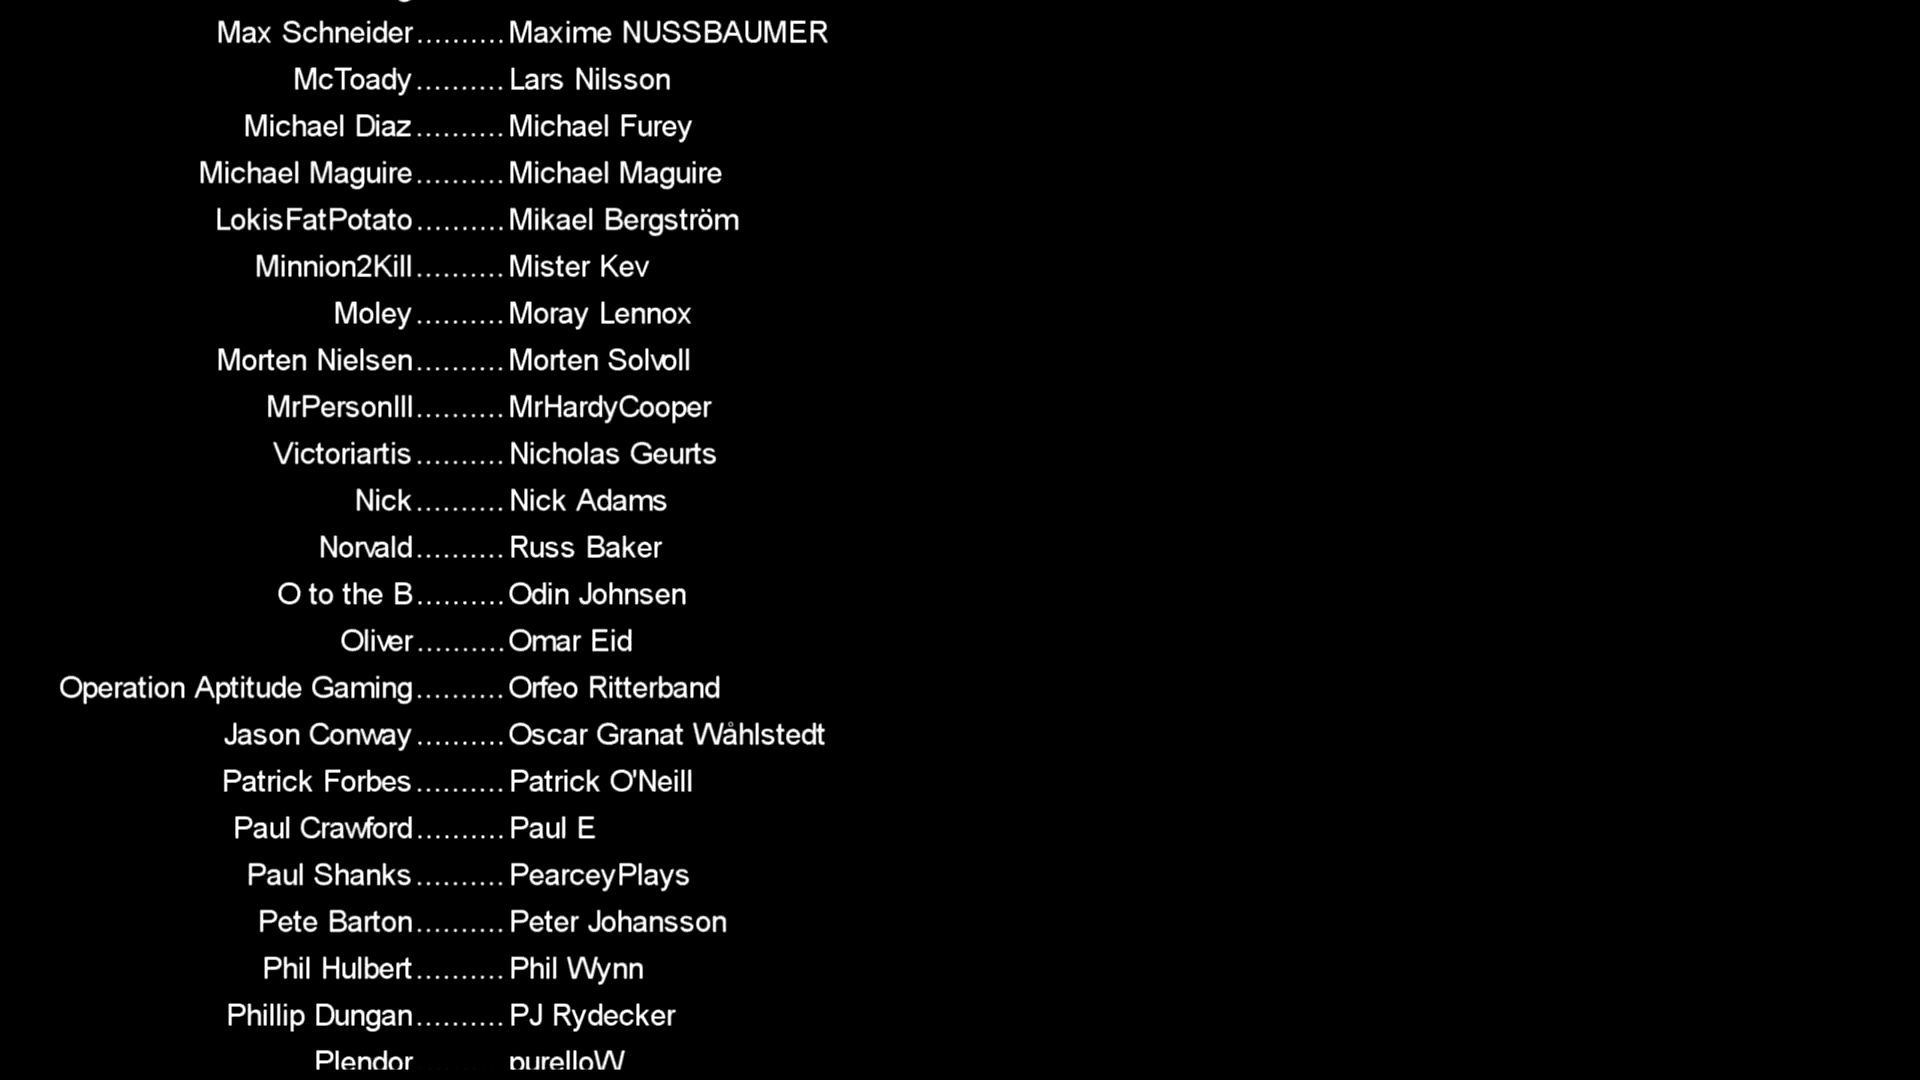 Max Schneider..........Maxime NUSSBAUMER
McToady..........Lars Nilsson
Michael Diaz..........Michael Furey
Michael Maguire..........Michael Maguire
LokisFatPotato..........Mikael Bergström
Minnion2Kill..........Mister Kev
Moley..........Moray Lennox
Morten Nielsen..........Morten Solvoll
MrPersonIII..........MrHardyCooper
Victoriartis..........Nicholas Geurts
Nick..........Nick Adams
Norvald..........Russ Baker
O to the B..........Odin Johnsen
Oliver..........Omar Eid
Operation Aptitude Gaming..........Orfeo Ritterband
Jason Conway..........Oscar Granat Wåhlstedt
Patrick Forbes..........Patrick O'Neill
Paul Crawford..........Paul E
Paul Shanks..........PearceyPlays
Pete Barton..........Peter Johansson
Phil Hulbert..........Phil Wynn
Phillip Dungan..........PJ Rydecker
Plendor purelloW